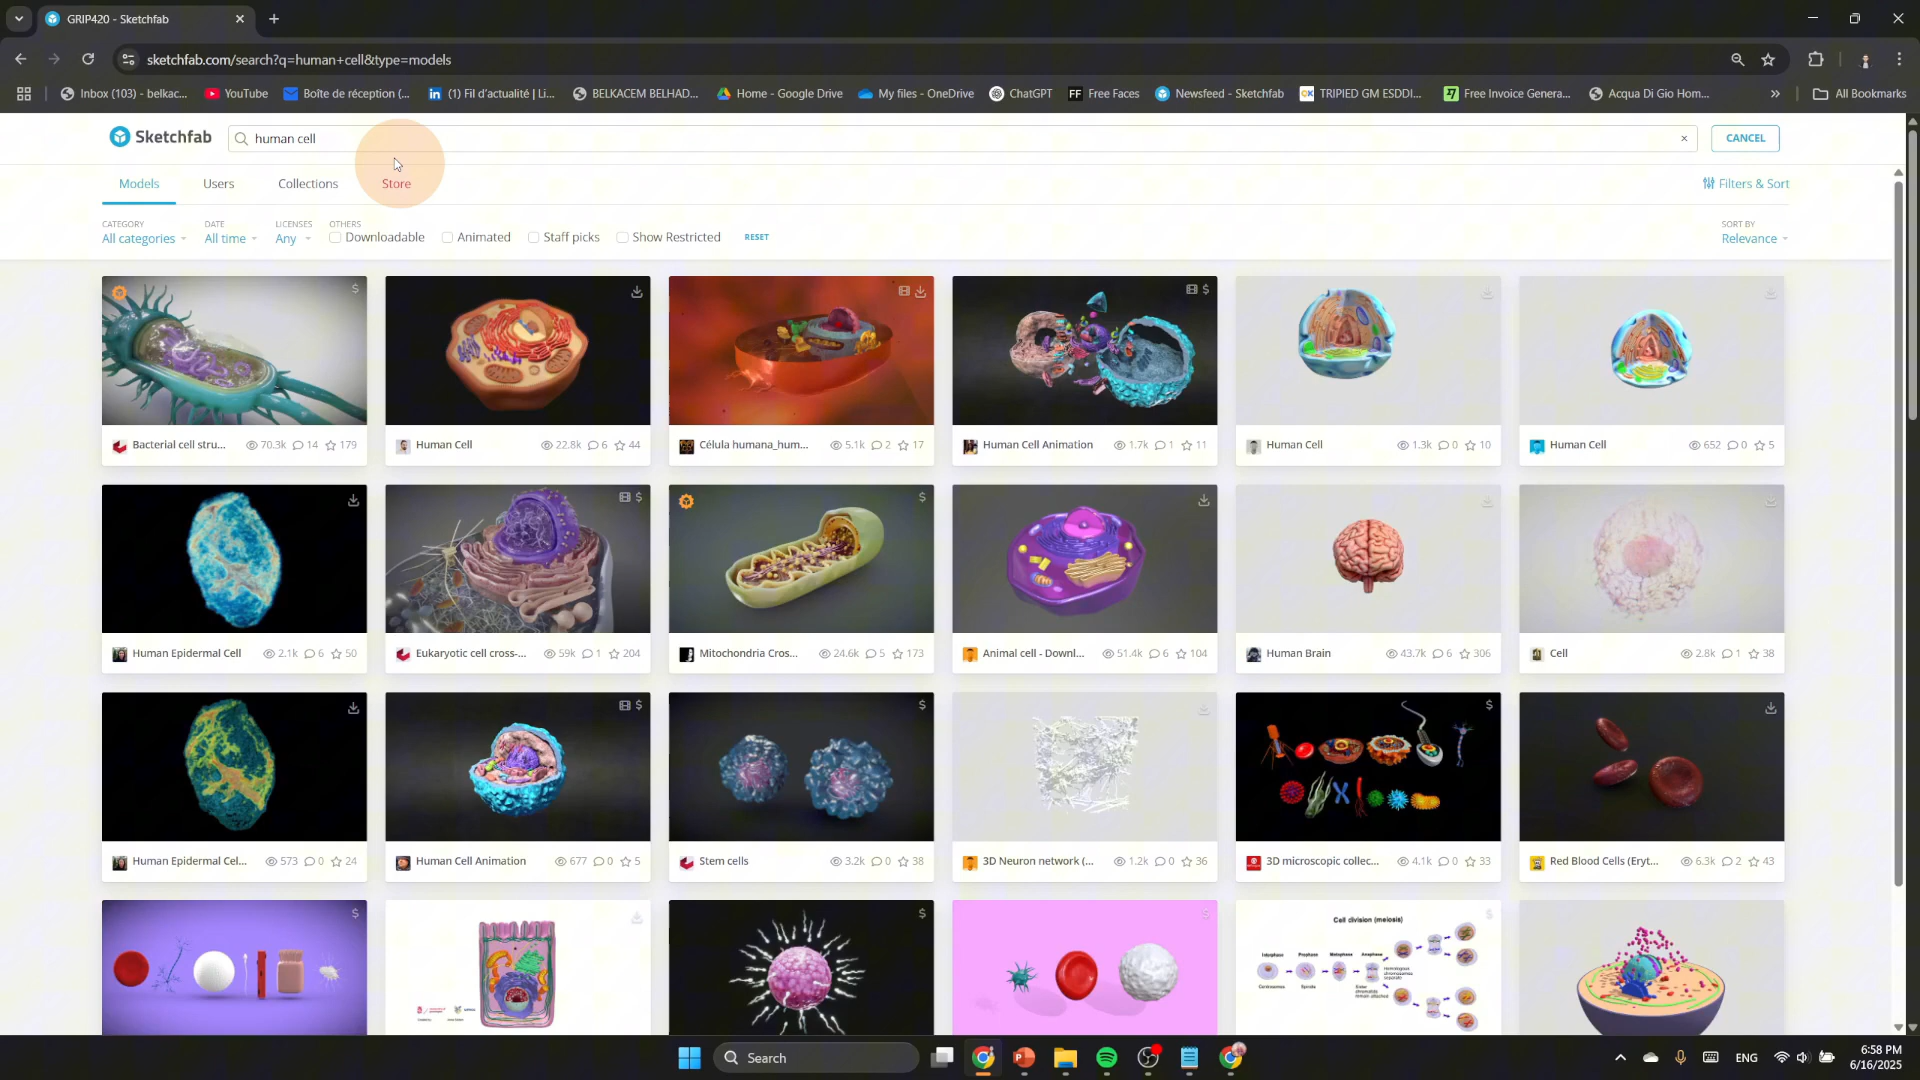 GRIP420 - Sketchfab
sketchfab.com/search?q=human+cell&type=models
Inbox (103) - belkac...
YouTube
Boîte de réception (...
(1) Fil d'actualité | Li...
BELKACEM BELHAD...
Home - Google Drive
My files - OneDrive
ChatGPT
FF Free Faces
Newsfeed - Sketchfab
TRIPIED GM ESDDI...
Free Invoice Genera...
Acqua Di Gio Hom...
»
All Bookmarks
Sketchfab
human cell
CANCEL
Models
Users
Collections
Store
Filters & Sort
CATEGORY
All categories
DATE
All time
LICENSES
Any
OTHERS
Downloadable
Animated
Staff picks
Show Restricted
RESET
SORT BY
Relevance
Bacterial cell stru... 70.3k 14 179
Human Cell 22.8k 6 44
Célula humana_hum... 5.1k 2 17
Human Cell Animation 1.7k 1 11
Human Cell 1.3k 0 10
Human Cell 652 0 5
Human Epidermal Cell 2.1k 6 50
Eukaryotic cell cross-... 59k 1 204
Mitochondria Cros... 24.6k 5 173
Animal cell - Downl... 51.4k 6 104
Human Brain 43.7k 6 306
Cell 2.8k 1 38
Human Epidermal Cel... 573 0 24
Human Cell Animation 677 0 5
Stem cells 3.2k 0 38
3D Neuron network (... 1.2k 0 36
3D microscopic collec... 4.1k 0 33
Red Blood Cells (Eryt... 6.3k 2 43
Cell division (meiosis)
Interphase
Prophase
Metaphase
Anaphase
Search
ENG
6:58 PM
6/16/2025